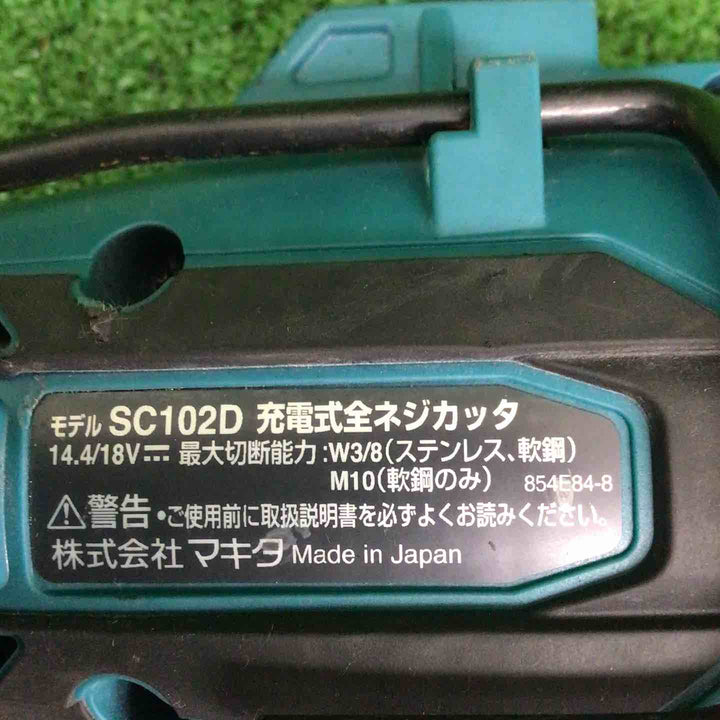 モデル SC102D 充電式全ネジカッタ
14.4/18V⎓ 最大切断能力:W3/8(ステンレス、軟鋼)
M10(軟鋼のみ) 854E84-8
⚠警告・ご使用前に取扱説明書を必ずよくお読みください。
株式会社 マキタ Made in Japan